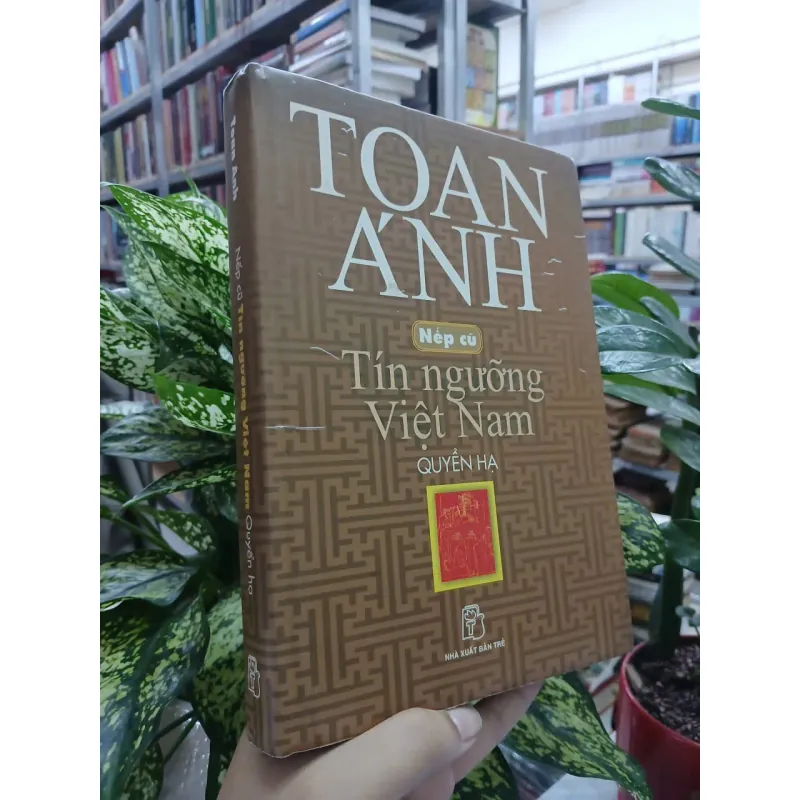 TOAN
ÁNH
Nếp cũ
Tín ngưỡng
Việt Nam
QUYỂN HẠ
NHÀ XUẤT BẢN TRẺ
Toan Ánh Nếp cũ Tín ngưỡng Việt Nam Quyển hạ